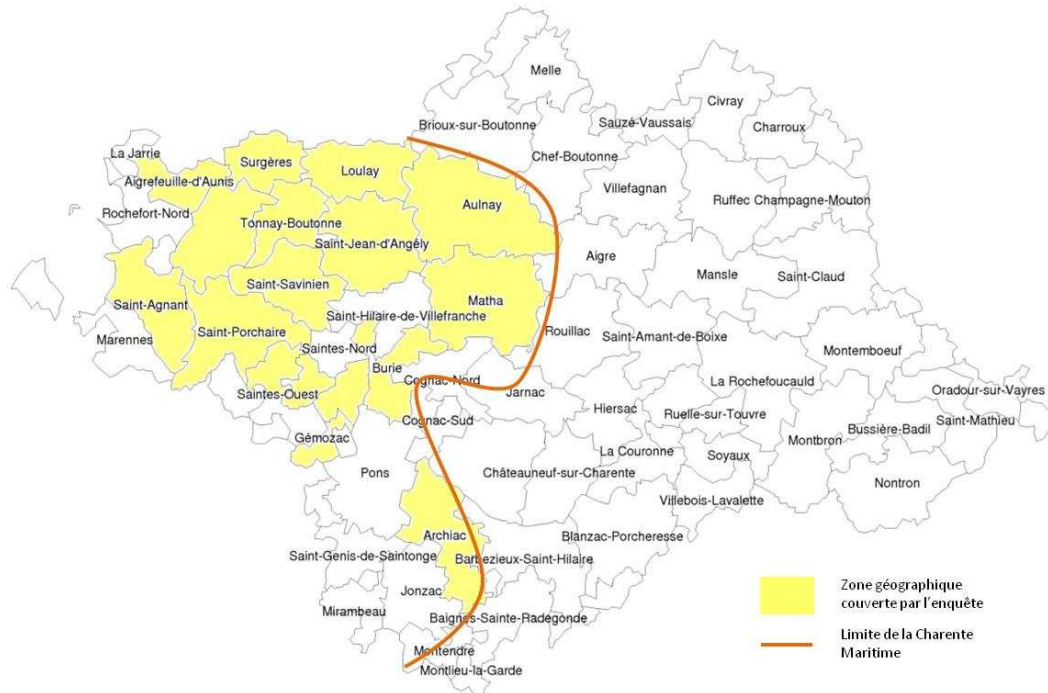 Melle
Civray
Brioux-sur-Boutonne
Sauzé-Vaussais
Charroux
La Jarrie
Surgères
Chef-Boutonne
Loulay
Aigrefeuille-d'Aunis
Villefagnan
Aulnay
Ruffec Champagne-Mouton
Rochefort-Nord
Tonnay-Boutonne
Saint-Jean-d'Angély
Aigre
Mansle
Saint-Claud
Saint-Savinien
Saint-Agnant
Matha
Saint-Hilaire-de-Villefranche
Saint-Porchaire
Rouillac
Marennes
Saintes-Nord
Saint-Amant-de-Boixe
Montemboeuf
Burie
Cognac-Nord
La Rochefoucauld
Saintes-Ouest
Jarnac
Oradour-sur-Vayres
Hiersac
Ruelle-sur-Touvre
Cognac-Sud
Saint-Mathieu
Bussière-Badil
Gémozac
Montbron
La Couronne
Soyaux
Pons
Châteauneuf-sur-Charente
Nontron
Villebois-Lavalette
Archiac
Blanzac-Porcheresse
Saint-Genis-de-Saintonge
Barbezieux-Saint-Hilaire
Jonzac
Mirambeau
Baignes-Sainte-Radegonde
Montendre
Montlieu-la-Garde
Zone géographique
couverte par l'enquête
Limite de la Charente
Maritime